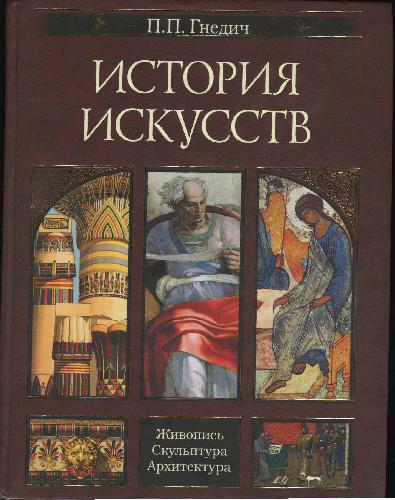 П.П. Гнедич
ИСТОРИЯ
ИСКУССТВ
Живопись
Скульптура
Архитектура